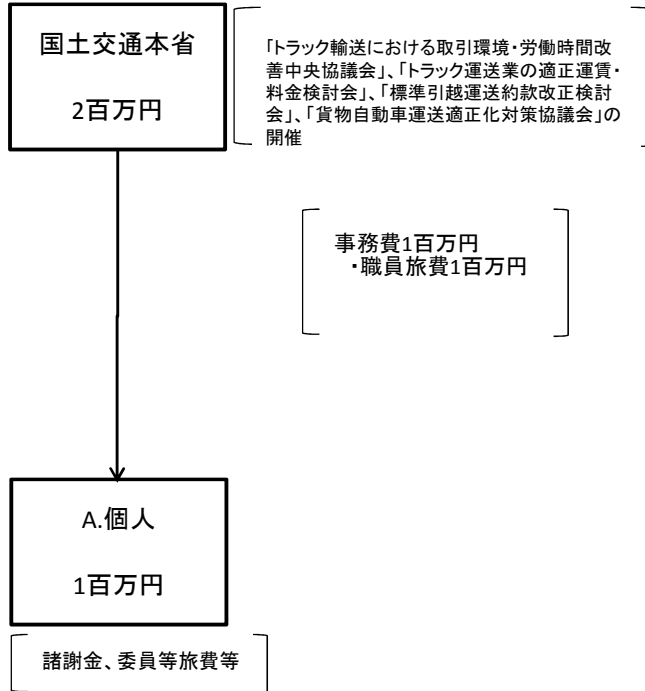 国土交通本省
2百万円
「トラック輸送における取引環境・労働時間改
善中央協議会」、「トラック運送業の適正運賃・
料金検討会」、「標準引越運送約款改正検討
会」、「貨物自動車運送適正化対策協議会」の
開催
事務費1百万円
・職員旅費1百万円
A.個人
1百万円
諸謝金、委員等旅費等